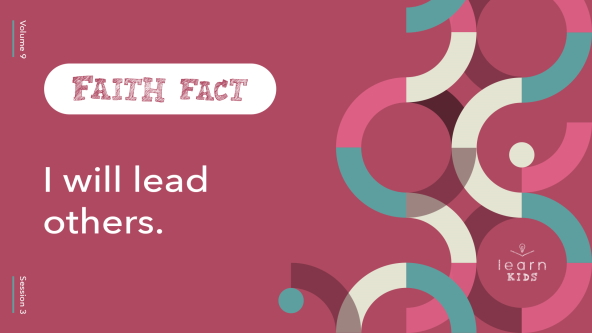 Volume 9
FAITH FACT
I will lead
others.
Session 3
learn
KIDS